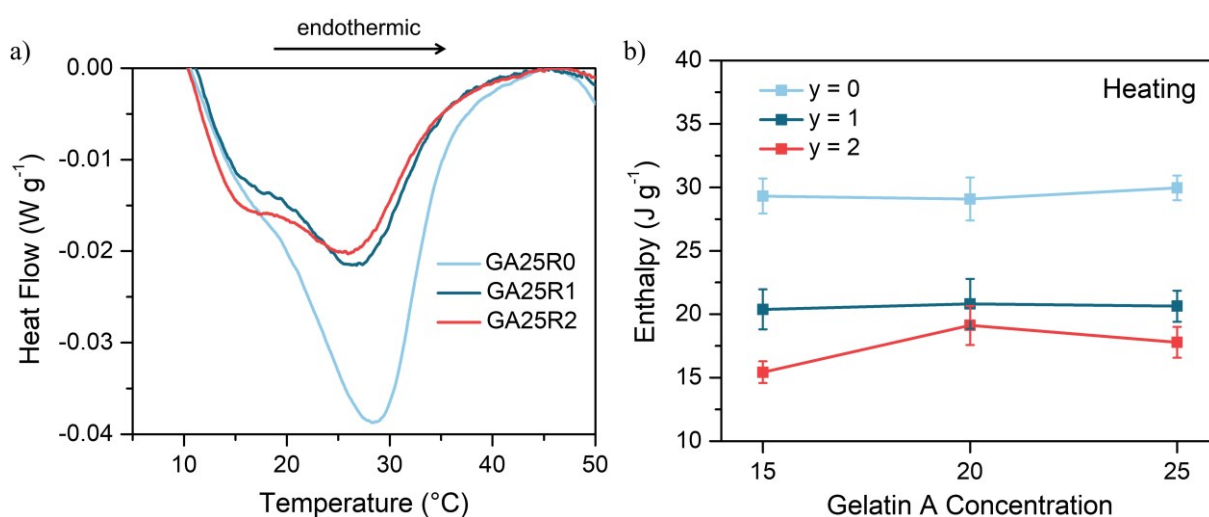 a)
endothermic
0.00
-0.01
-0.02
-0.03
-0.04
Heat Flow (W g⁻¹)
GA25R0
GA25R1
GA25R2
10
20
30
40
50
Temperature (°C)
b)
40
35
30
25
20
15
10
Enthalpy (J g⁻¹)
y = 0
y = 1
y = 2
Heating
15
20
25
Gelatin A Concentration